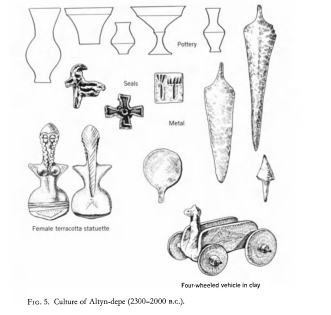 Pottery
Seals
Metal
Female terracotta statuette
Four-wheeled vehicle in clay
FIG. 5. Culture of Altyn-depe (2300–2000 B.C.).